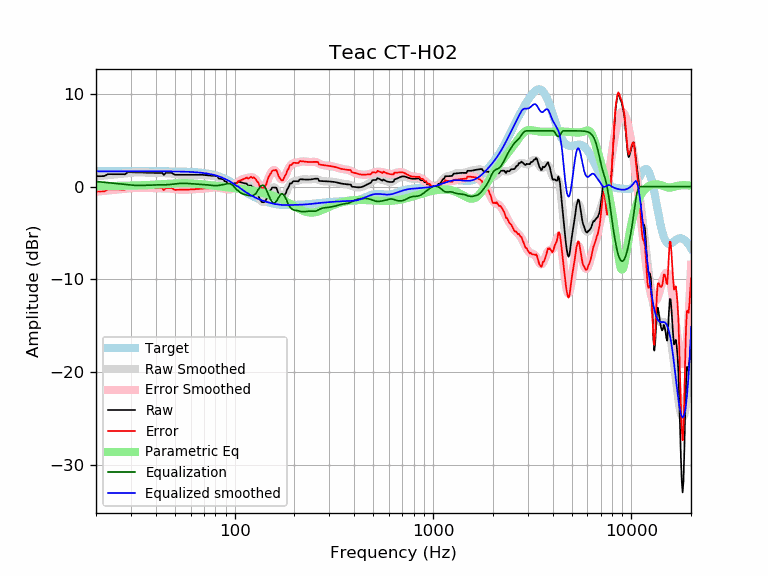 Teac CT-H02
10
0
−10
−20
−30
Amplitude (dBr)
Target
Raw Smoothed
Error Smoothed
Raw
Error
Parametric Eq
Equalization
Equalized smoothed
100 1000 10000
Frequency (Hz)